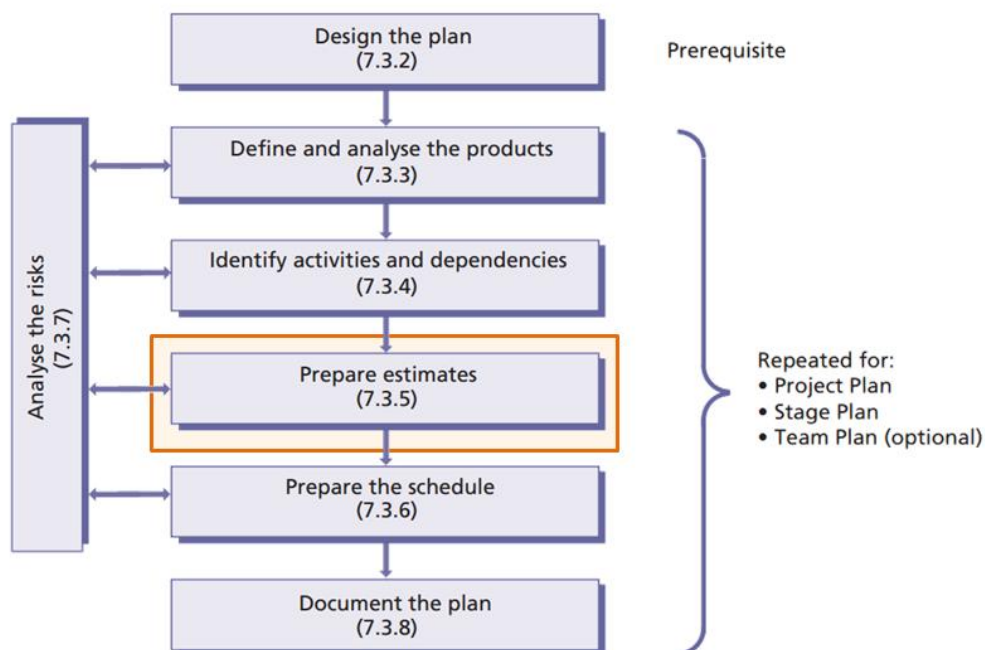 Design the plan
(7.3.2)
Prerequisite
Analyse the risks
(7.3.7)
Define and analyse the products
(7.3.3)
Identify activities and dependencies
(7.3.4)
Prepare estimates
(7.3.5)
Prepare the schedule
(7.3.6)
Document the plan
(7.3.8)
Repeated for:
• Project Plan
• Stage Plan
• Team Plan (optional)